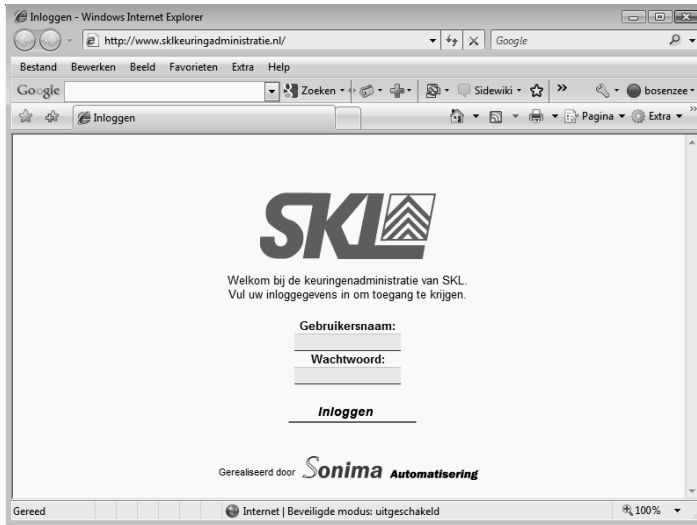 Inloggen - Windows Internet Explorer
http://www.sklkeuringadministratie.nl/ Google
Bestand Bewerken Beeld Favorieten Extra Help
Google Zoeken Sidewiki » bosenzee
Inloggen Pagina Extra »
SKL
Welkom bij de keuringenadministratie van SKL.
Vul uw inloggegevens in om toegang te krijgen.
Gebruikersnaam:
Wachtwoord:
Inloggen
Gerealiseerd door Sonima Automatisering
Gereed Internet | Beveiligde modus: uitgeschakeld 100%